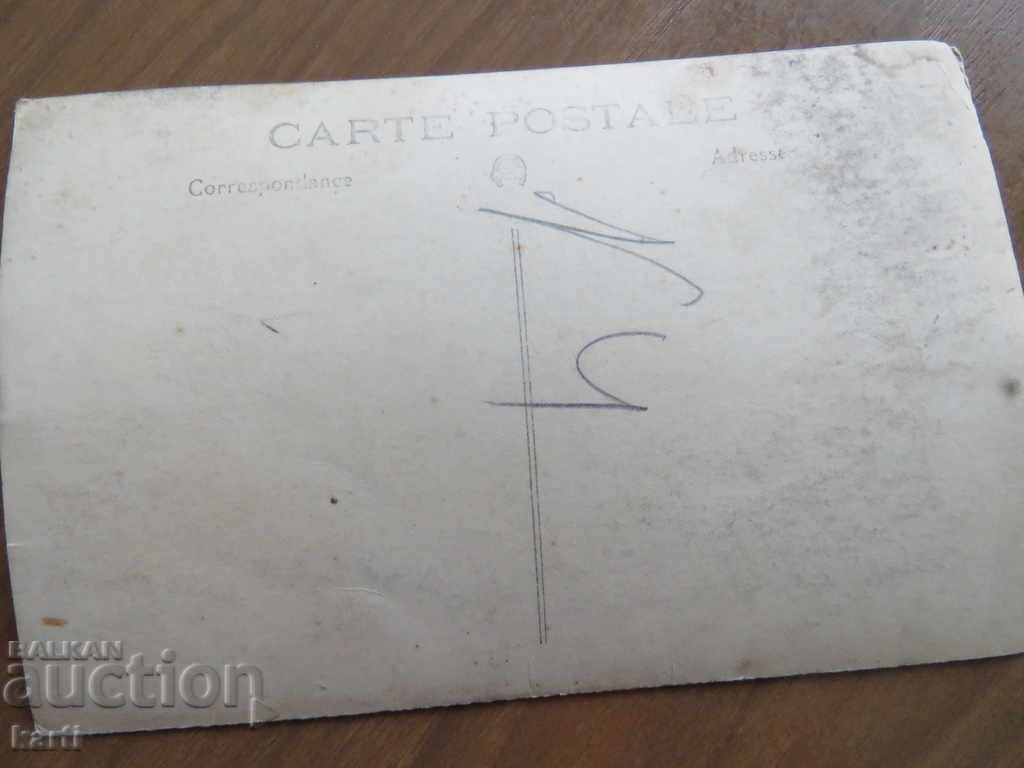 CARTE POSTALE
Correspondance
Adresse
BALKAN
auction
karti